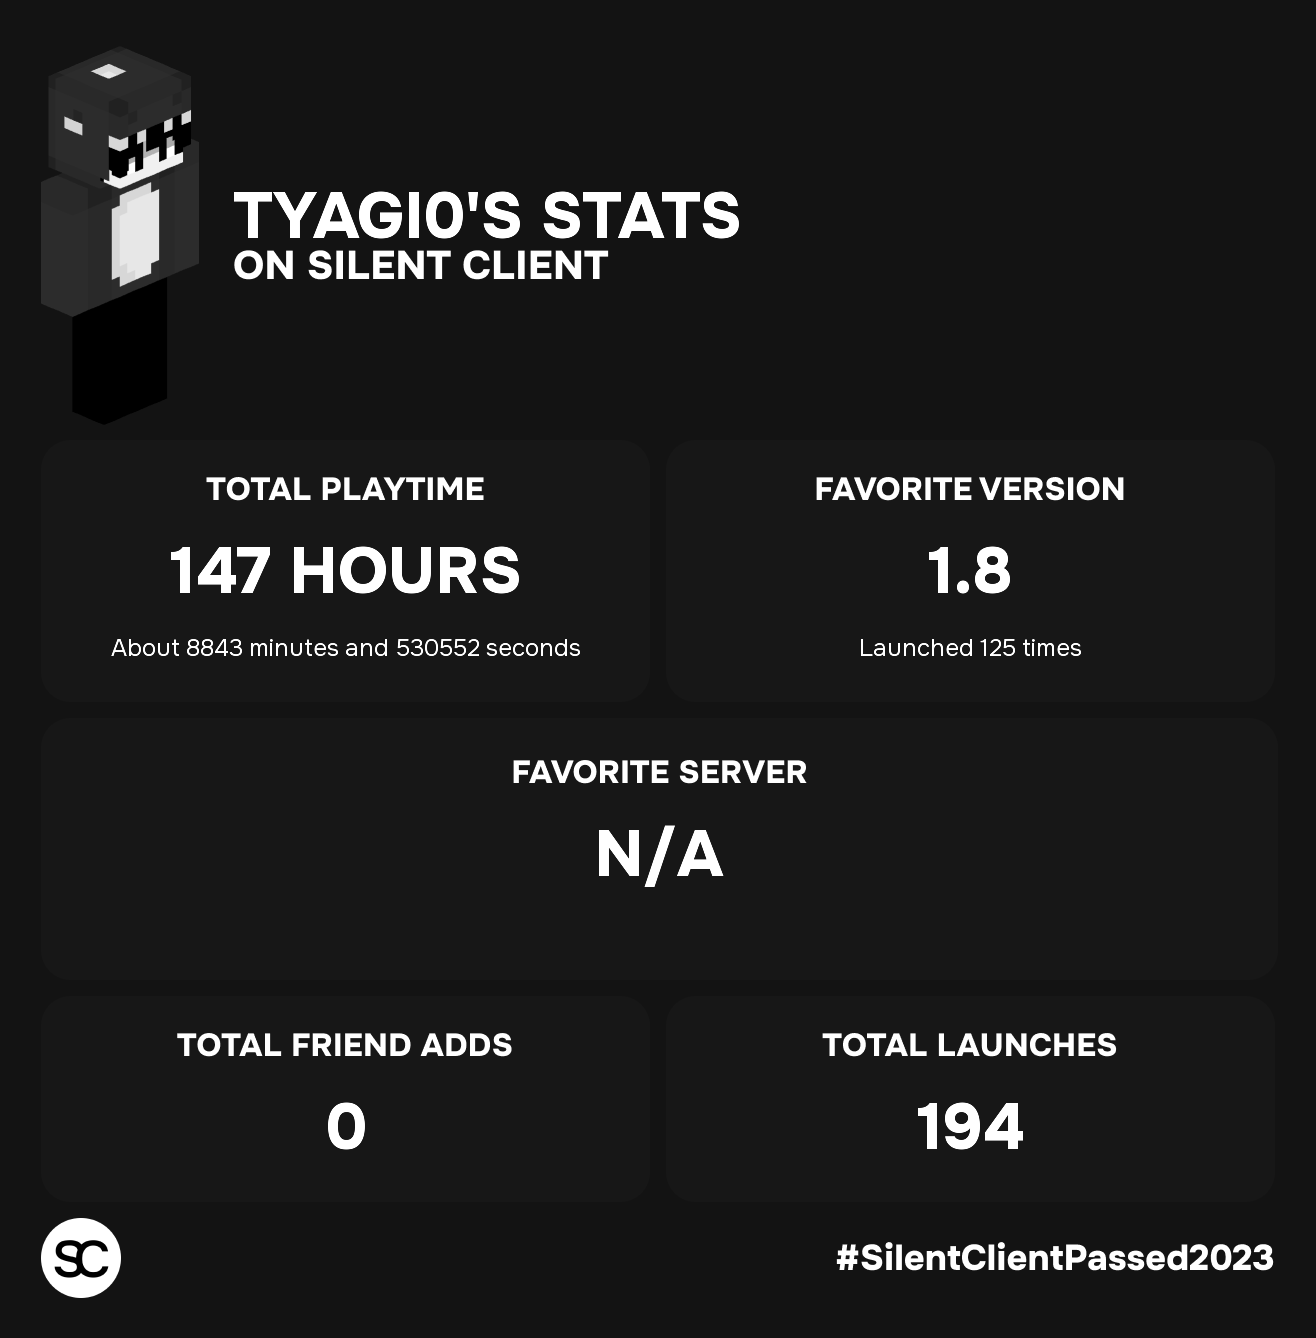 TYAGI0'S STATS
ON SILENT CLIENT
TOTAL PLAYTIME
147 HOURS
About 8843 minutes and 530552 seconds
FAVORITE VERSION
1.8
Launched 125 times
FAVORITE SERVER
N/A
TOTAL FRIEND ADDS
0
TOTAL LAUNCHES
194
SC
#SilentClientPassed2023